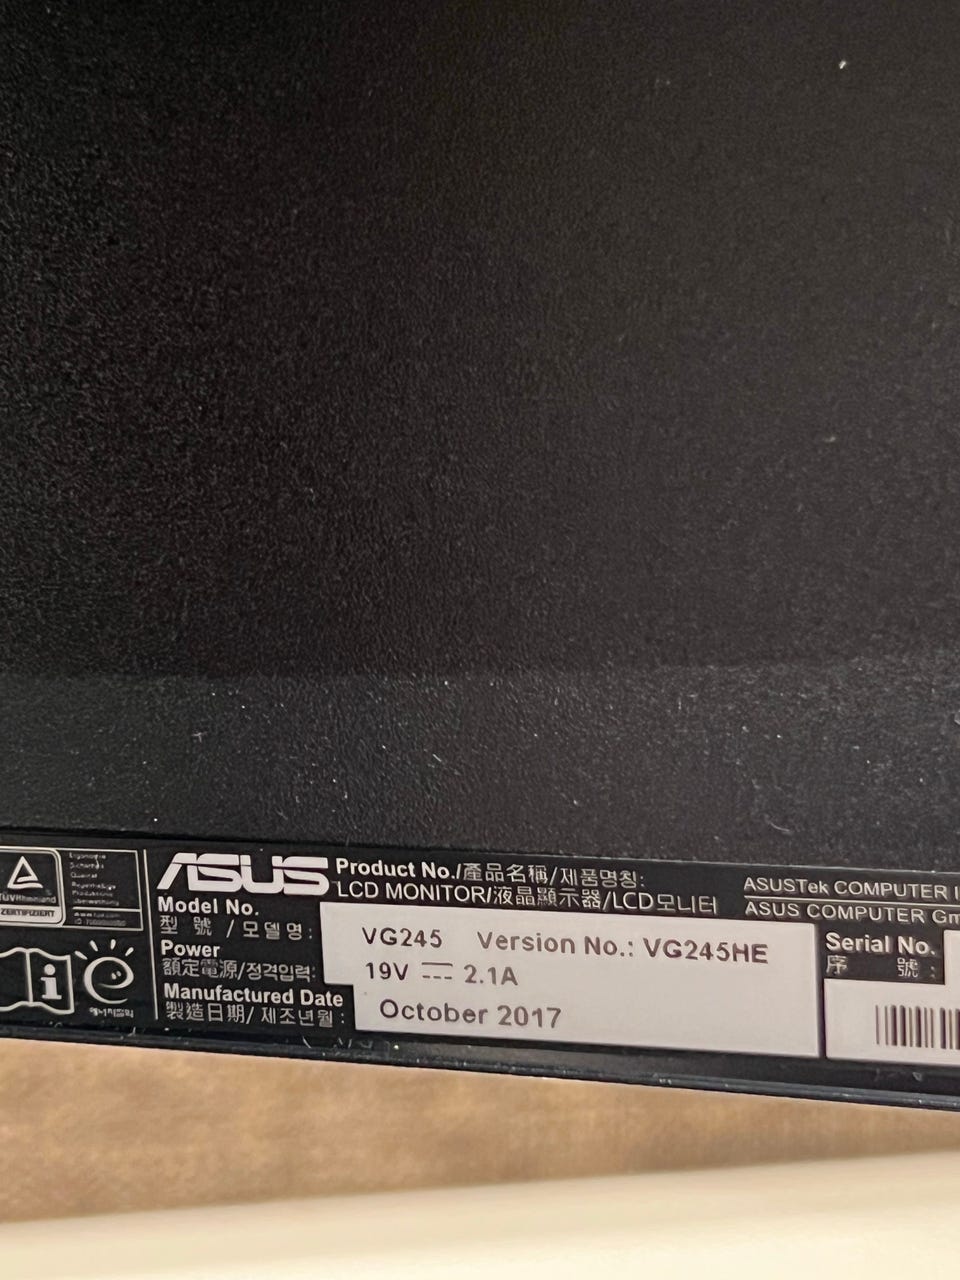 TÜVRheinland
ZERTIFIZIERT
ASUS
Product No./產品名稱/제품명칭:
LCD MONITOR/液晶顯示器/LCD모니터
Model No.
型 號 / 모델명:
VG245 Version No.: VG245HE
Power
額定電源/정격입력:
19V 2.1A
Manufactured Date
製造日期/ 제조년월:
October 2017
ASUSTek COMPUTER I
ASUS COMPUTER Gm
Serial No.
序 號: